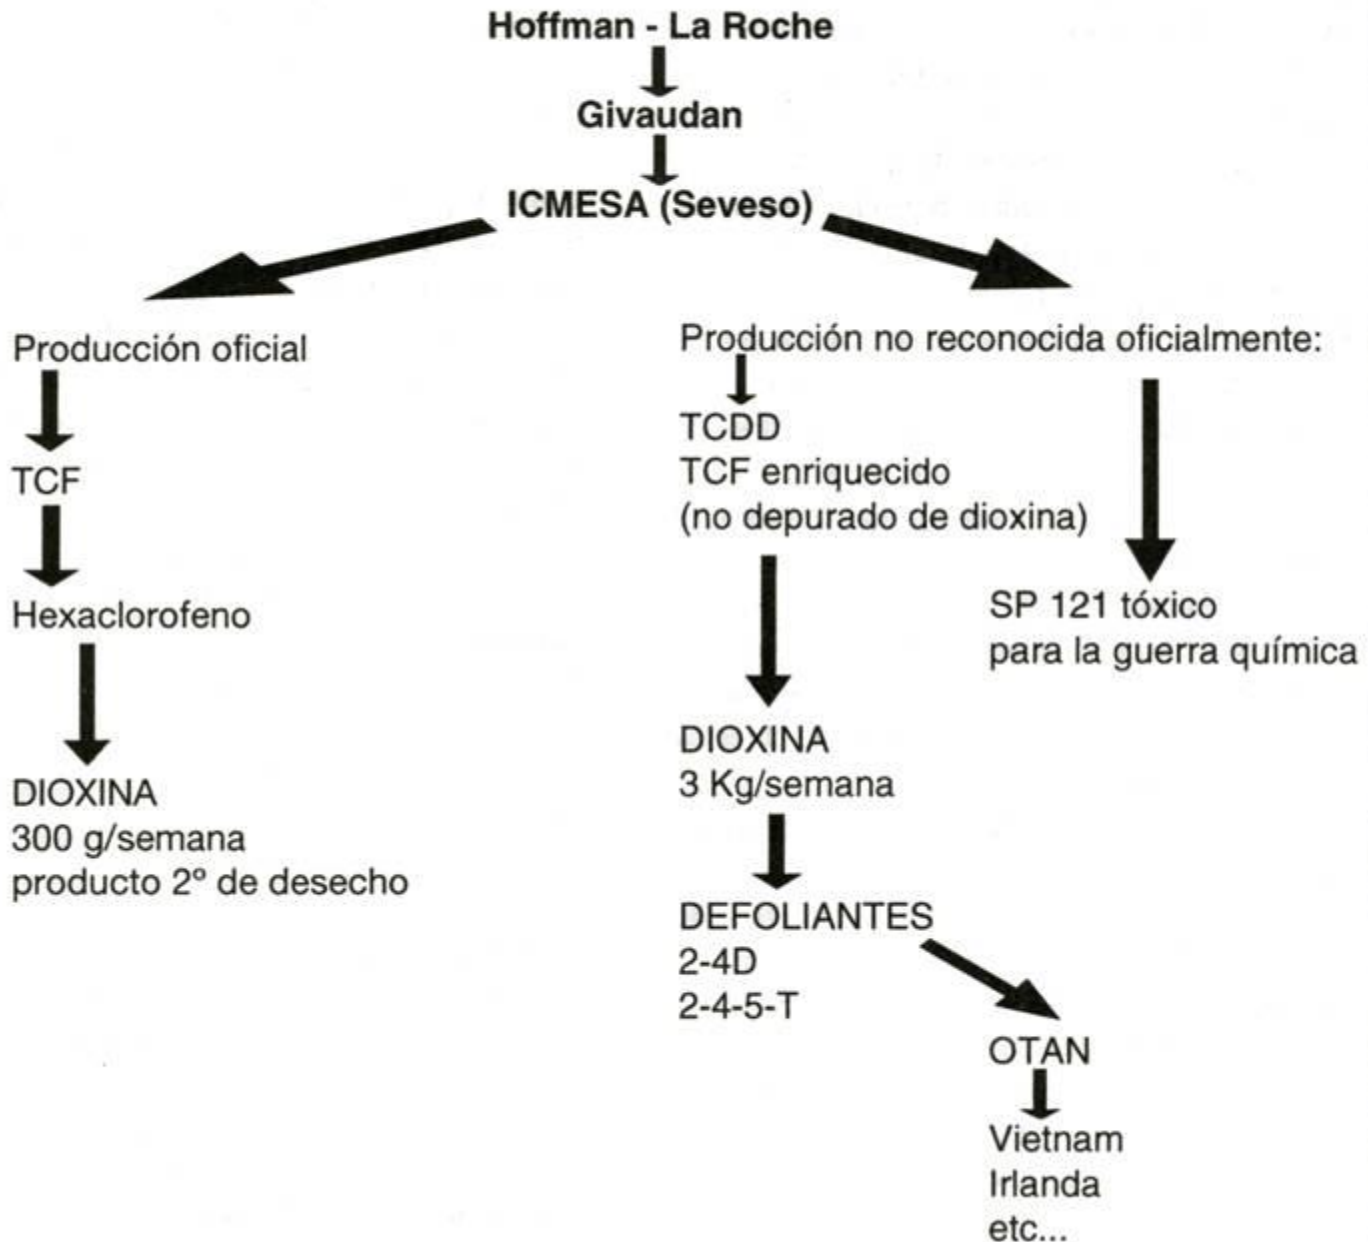 Hoffman - La Roche
Givaudan
ICMESA (Seveso)
Producción oficial
TCF
Hexaclorofeno
DIOXINA
300 g/semana
producto 2º de desecho
Producción no reconocida oficialmente:
TCDD
TCF enriquecido
(no depurado de dioxina)
SP 121 tóxico
para la guerra química
DIOXINA
3 Kg/semana
DEFOLIANTES
2-4D
2-4-5-T
OTAN
Vietnam
Irlanda
etc...